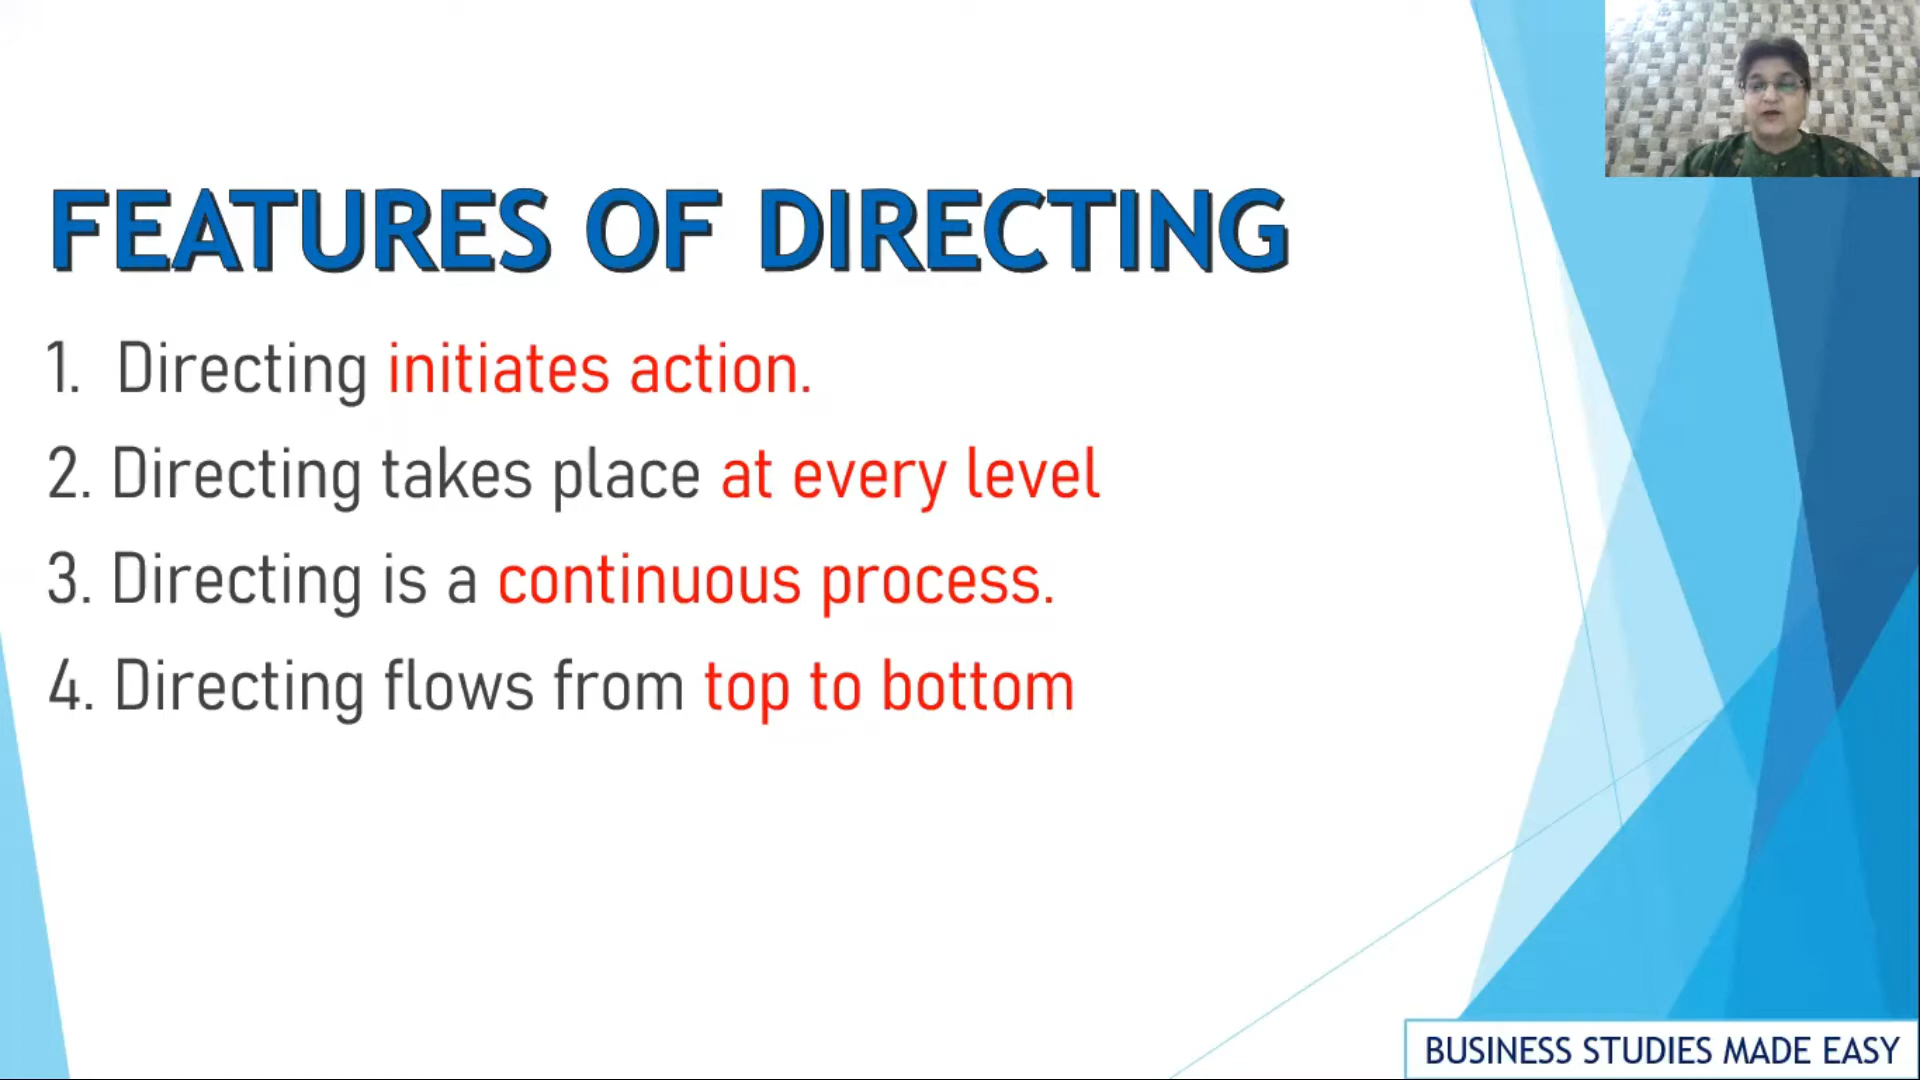 FEATURES OF DIRECTING
1. Directing initiates action.
2. Directing takes place at every level
3. Directing is a continuous process.
4. Directing flows from top to bottom
BUSINESS STUDIES MADE EASY